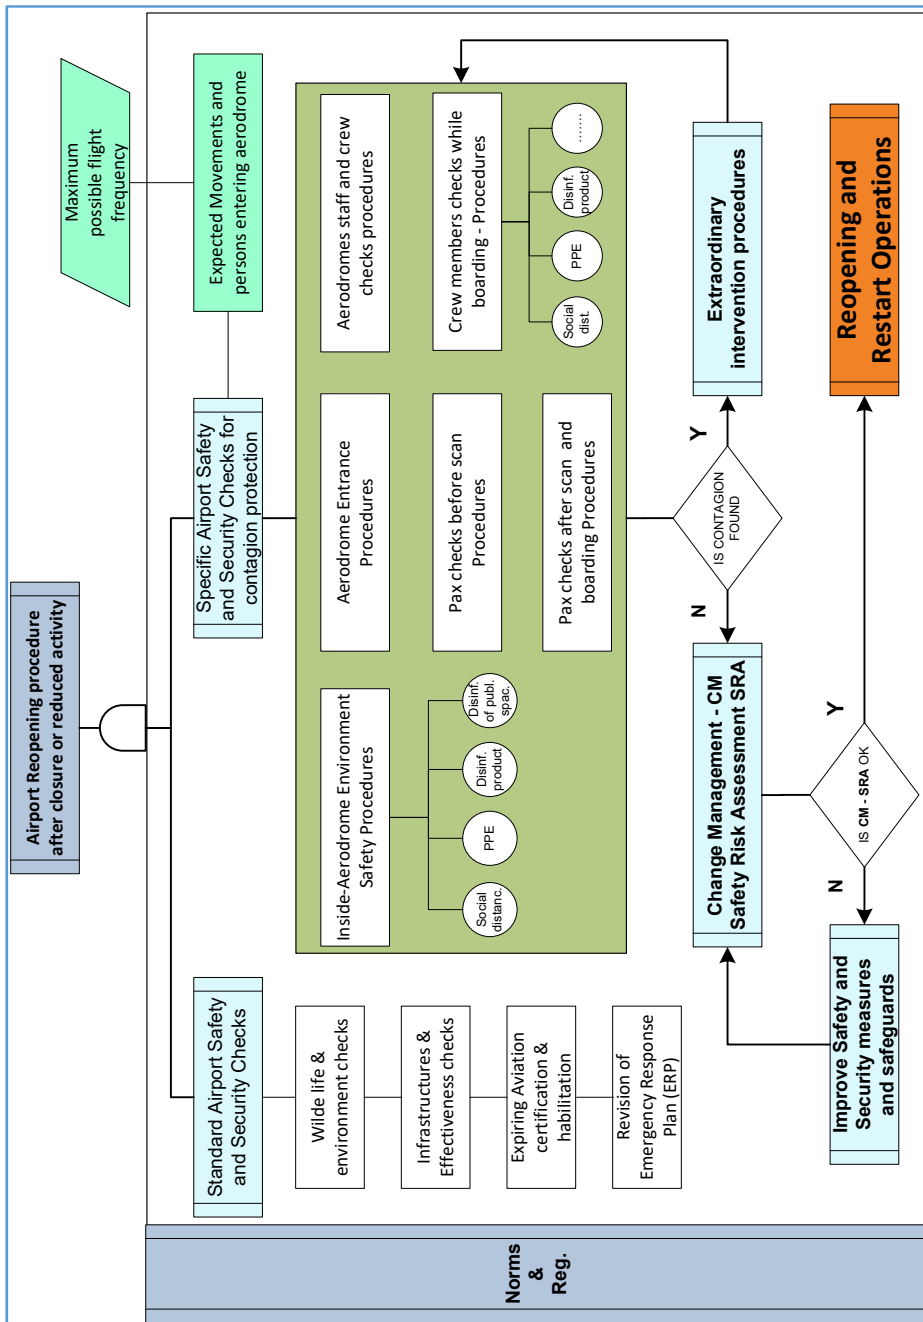 Airport Reopening procedure
after closure or reduced activity
Norms
&
Reg.
Standard Airport Safety
and Security Checks
Wilde life &
environment checks
Infrastructures &
Effectiveness checks
Expiring Aviation
certification &
habilitation
Revision of
Emergency Response
Plan (ERP)
Specific Airport Safety
and Security Checks for
contagion protection
Expected Movements and
persons entering aerodrome
Maximum
possible flight
frequency
Inside-Aerodrome Environment
Safety Procedures
Social
distanc.
PPE
Disinf.
product
Disinf.
of publ.
spac.
Aerodrome Entrance
Procedures
Pax checks before scan
Procedures
Pax checks after scan and
boarding Procedures
Aerodromes staff and crew
checks procedures
Crew members checks while
boarding - Procedures
Social
dist.
PPE
Disinf.
product
........
IS CONTAGION
FOUND
N
Y
Extraordinary
intervention procedures
Change Management - CM
Safety Risk Assessment SRA
IS CM - SRA OK
N
Y
Improve Safety and
Security measures
and safeguards
Reopening and
Restart Operations